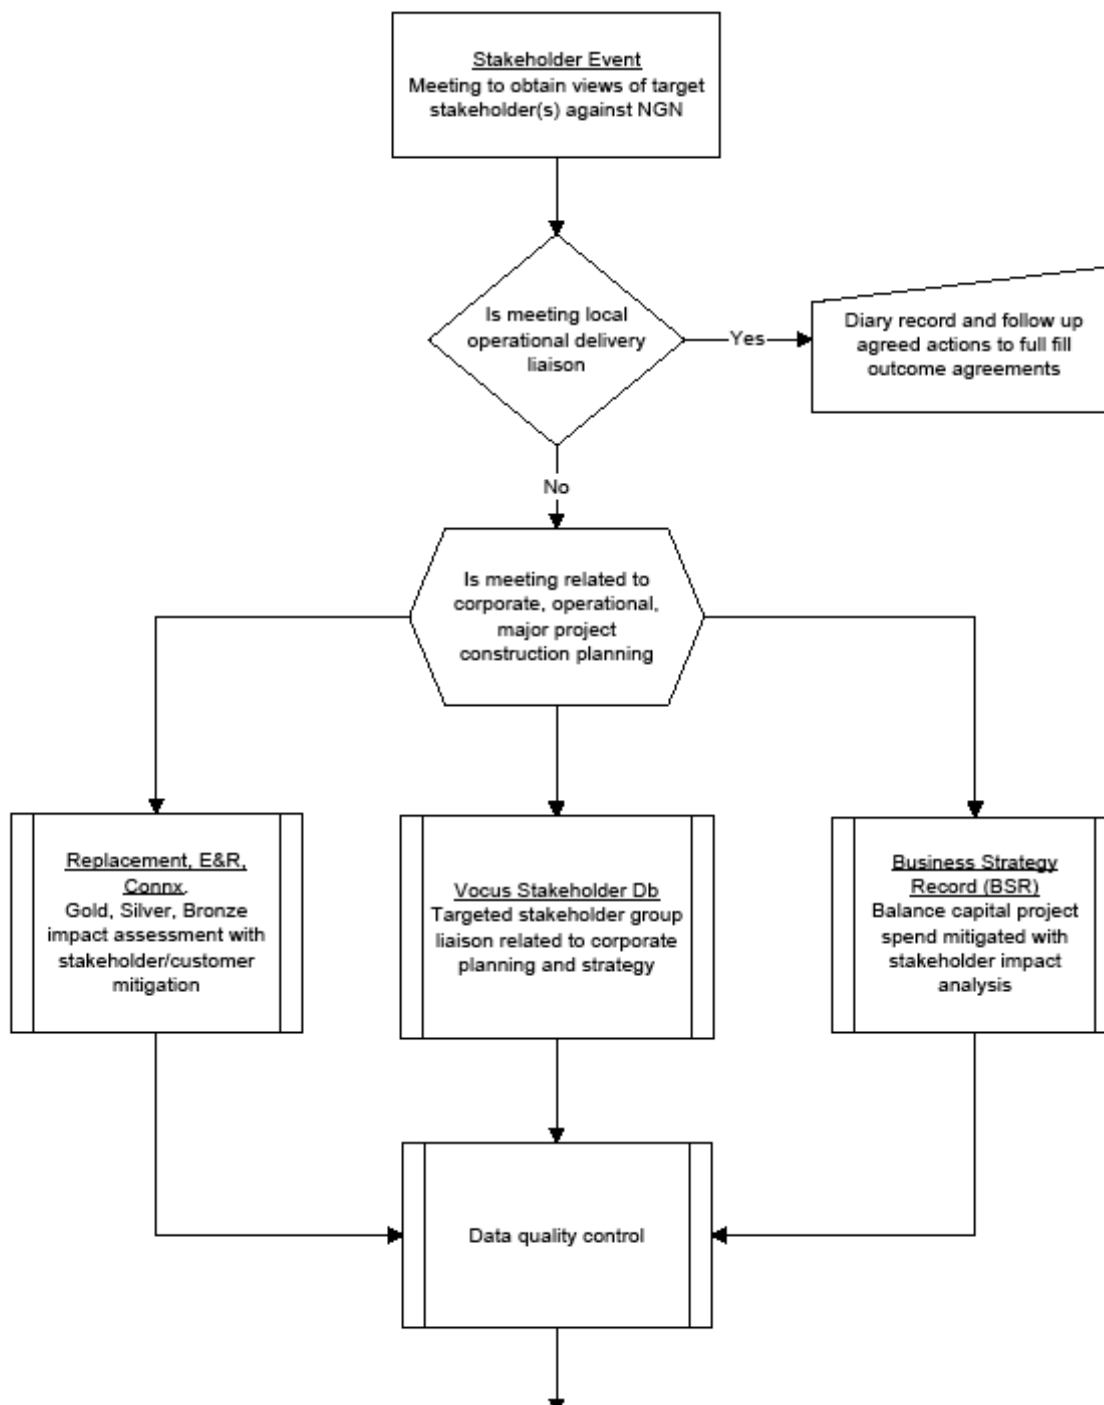 Stakeholder Event
Meeting to obtain views of target
stakeholder(s) against NGN
Is meeting local
operational delivery
liaison
Yes
Diary record and follow up
agreed actions to full fill
outcome agreements
No
Is meeting related to
corporate, operational,
major project
construction planning
Replacement, E&R,
Connx.
Gold, Silver, Bronze
impact assessment with
stakeholder/customer
mitigation
Vocus Stakeholder Db
Targeted stakeholder group
liaison related to corporate
planning and strategy
Business Strategy
Record (BSR)
Balance capital project
spend mitigated with
stakeholder impact
analysis
Data quality control